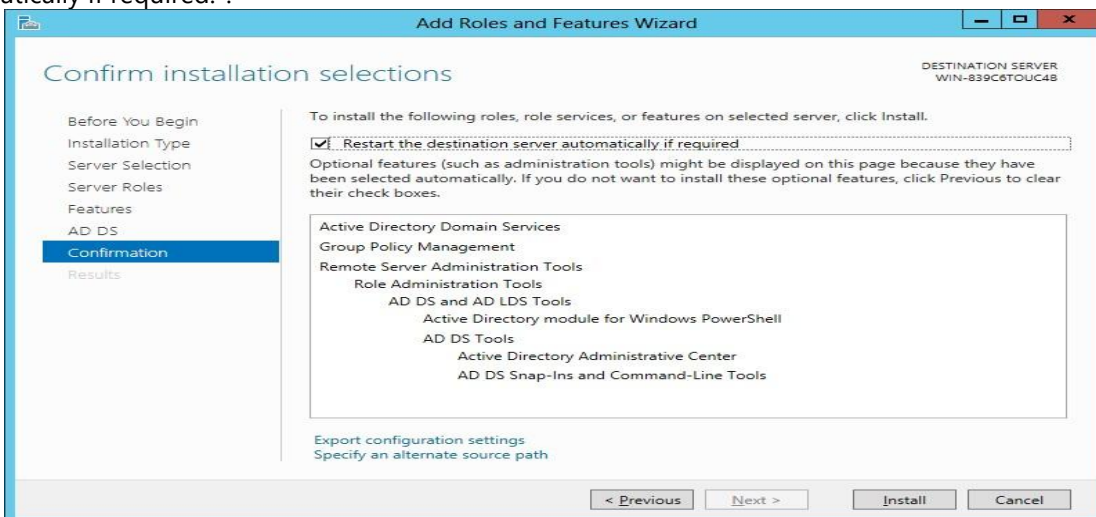 atically if required.".
Add Roles and Features Wizard
Confirm installation selections
DESTINATION SERVER
WIN-839C6TOUC4B
Before You Begin
Installation Type
Server Selection
Server Roles
Features
AD DS
Confirmation
Results
To install the following roles, role services, or features on selected server, click Install.
Restart the destination server automatically if required
Optional features (such as administration tools) might be displayed on this page because they have
been selected automatically. If you do not want to install these optional features, click Previous to clear
their check boxes.
Active Directory Domain Services
Group Policy Management
Remote Server Administration Tools
Role Administration Tools
AD DS and AD LDS Tools
Active Directory module for Windows PowerShell
AD DS Tools
Active Directory Administrative Center
AD DS Snap-Ins and Command-Line Tools
Export configuration settings
Specify an alternate source path
< Previous
Next >
Install
Cancel